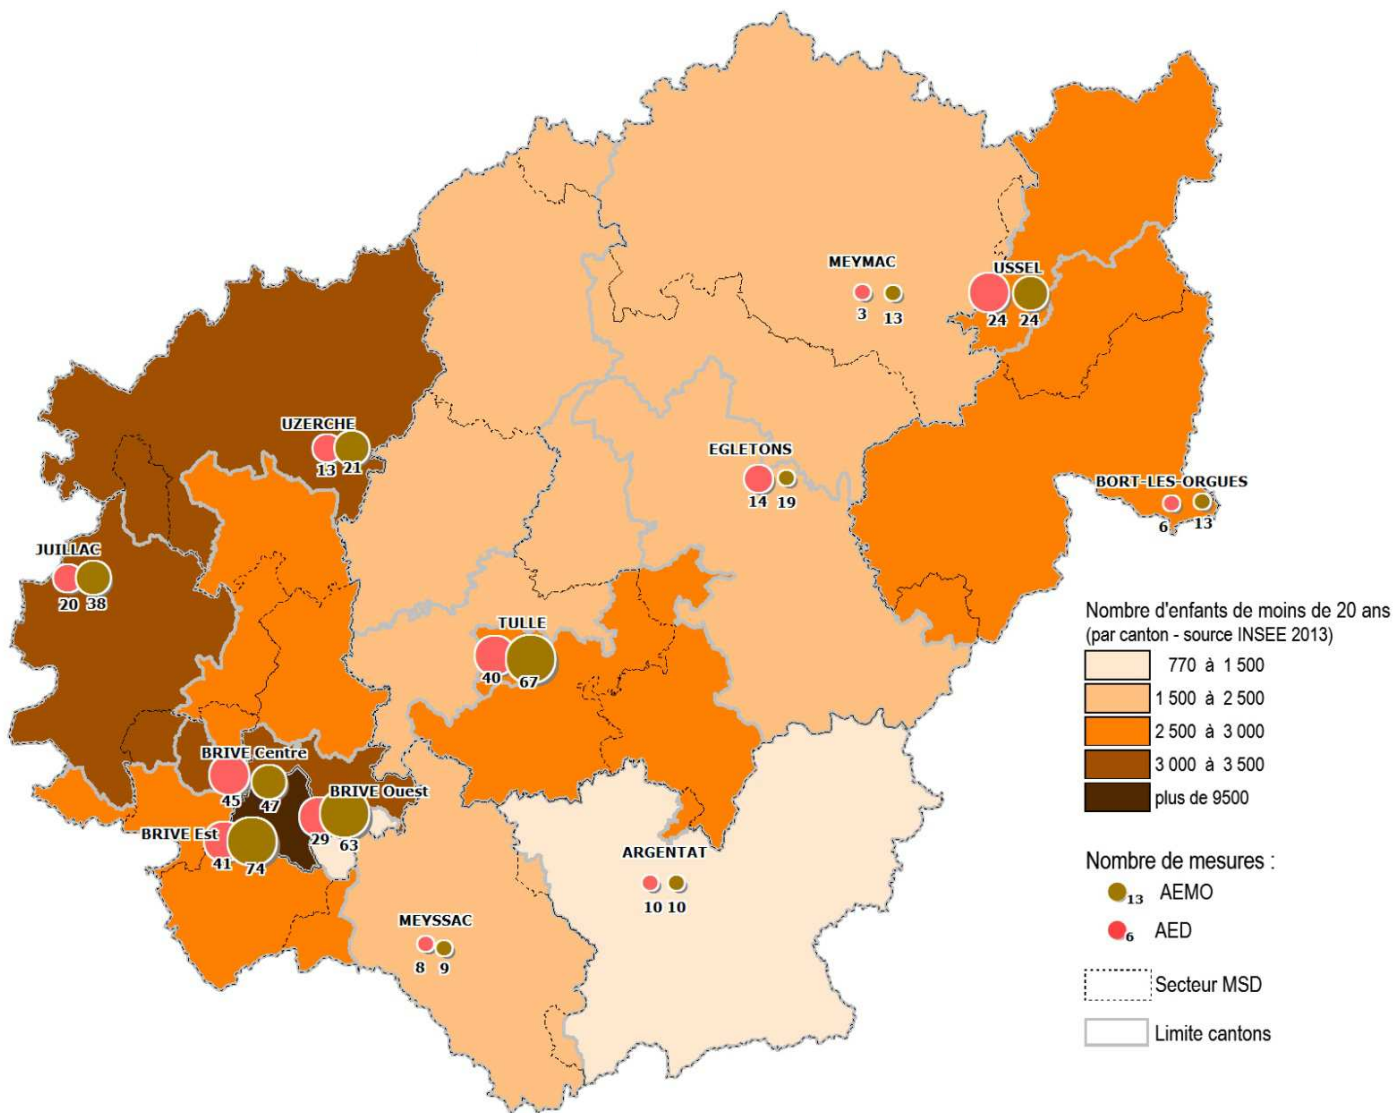 MEYMAC
3 13
USSEL
24 24
UZERCHE
13 21
EGLETONS
14 19
BORT-LES-ORGUES
6 13
JUILLAC
20 38
TULLE
40 67
BRIVE Centre
45 47
BRIVE Ouest
29 63
BRIVE Est
41 74
ARGENTAT
10 10
MEYSSAC
8 9
Nombre d'enfants de moins de 20 ans
(par canton - source INSEE 2013)
770 à 1 500
1 500 à 2 500
2 500 à 3 000
3 000 à 3 500
plus de 9500
Nombre de mesures :
13 AEMO
6 AED
Secteur MSD
Limite cantons